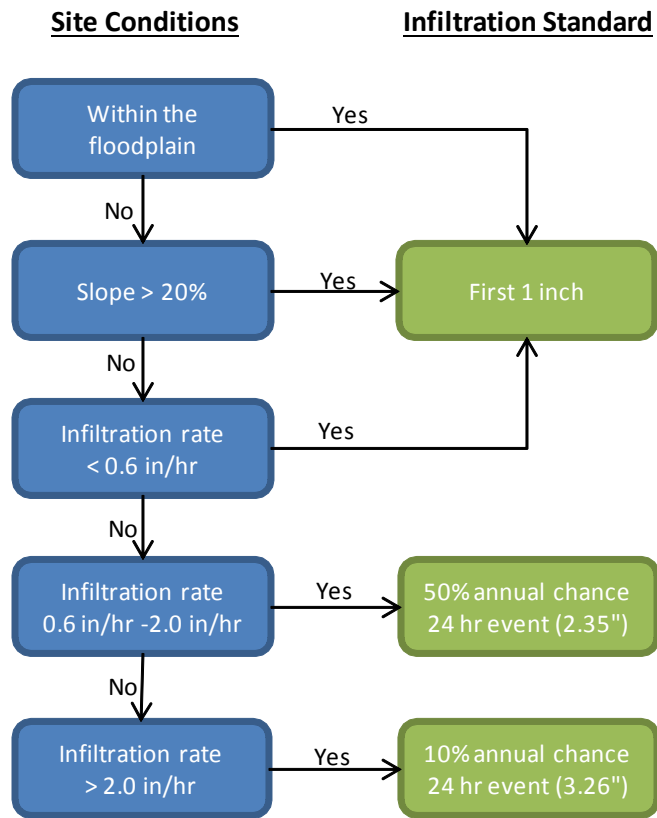 Site Conditions
Infiltration Standard
Within the
floodplain
Yes
No
Slope > 20%
Yes
First 1 inch
No
Infiltration rate
< 0.6 in/hr
Yes
No
Infiltration rate
0.6 in/hr -2.0 in/hr
Yes
50% annual chance
24 hr event (2.35")
No
Infiltration rate
> 2.0 in/hr
Yes
10% annual chance
24 hr event (3.26")